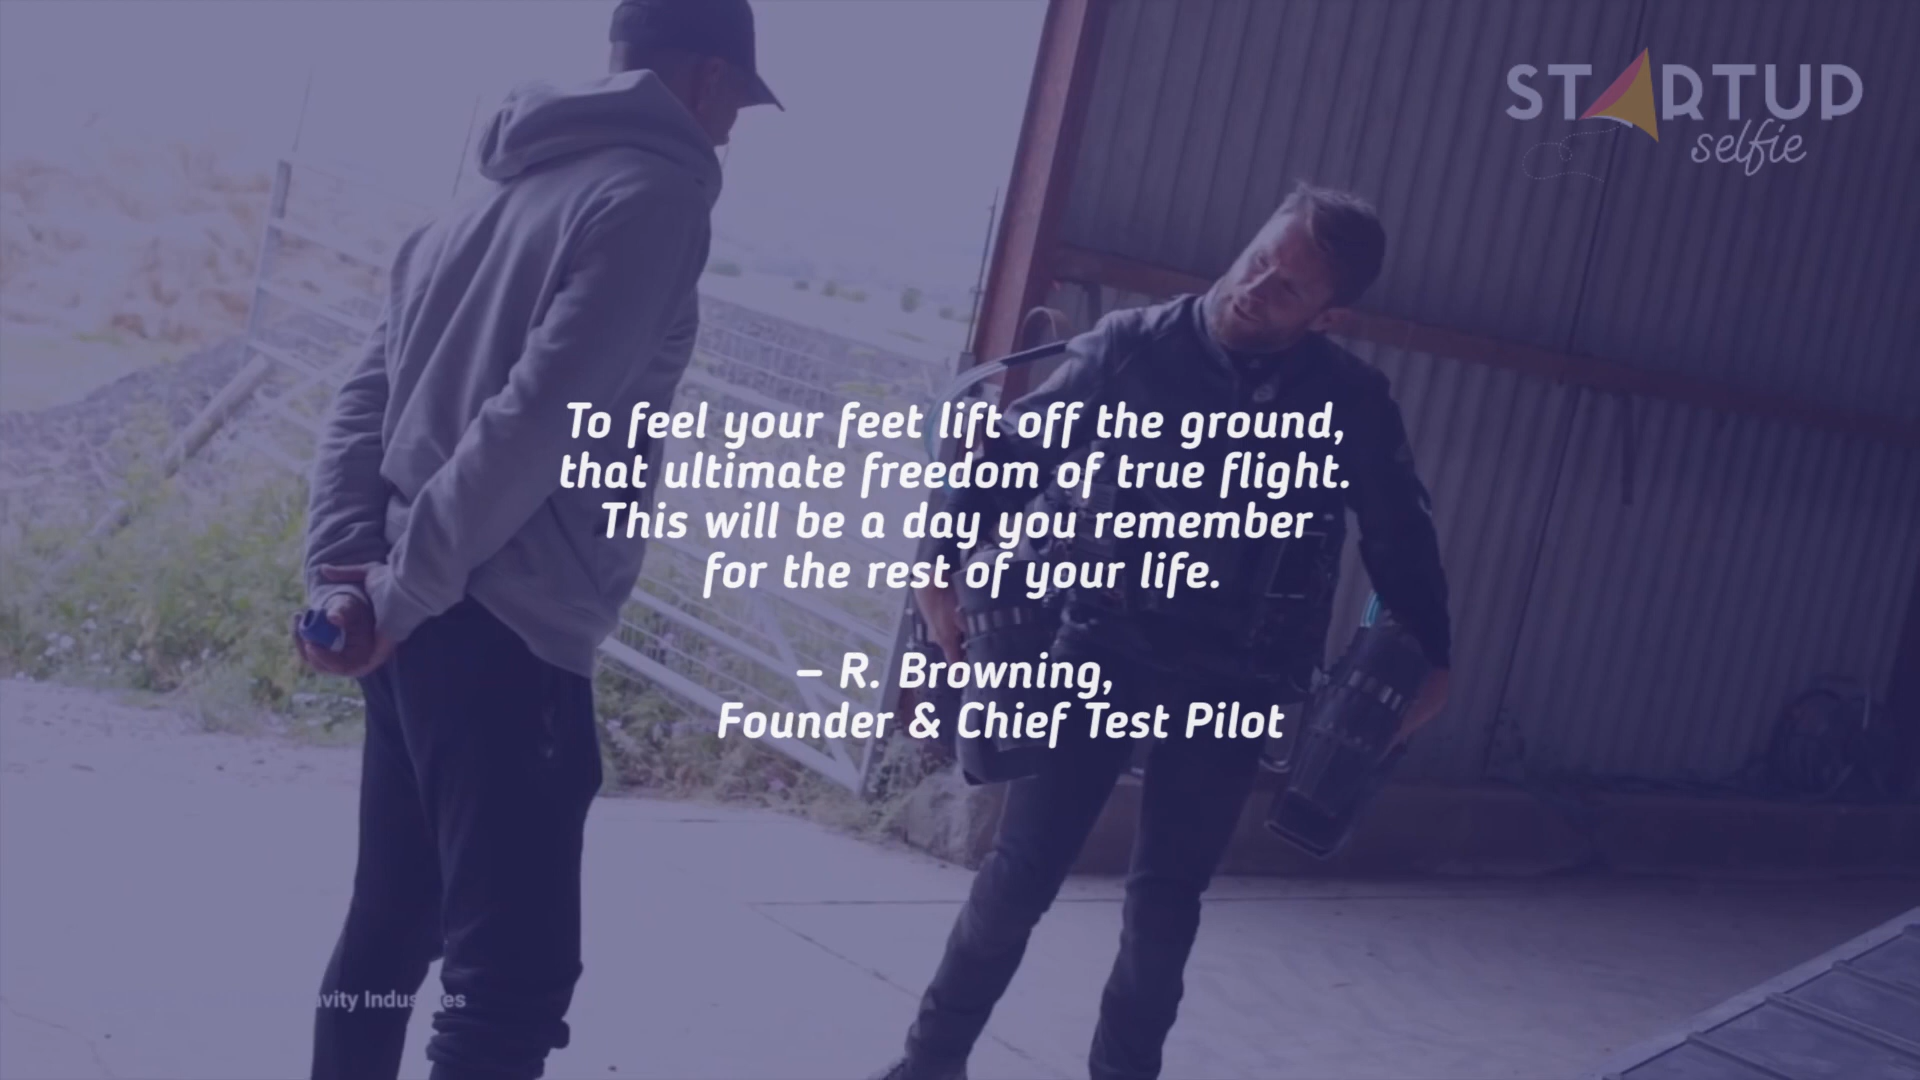 STARTUP
selfie
To feel your feet lift off the ground,
that ultimate freedom of true flight.
This will be a day you remember
for the rest of your life.
– R. Browning,
Founder & Chief Test Pilot